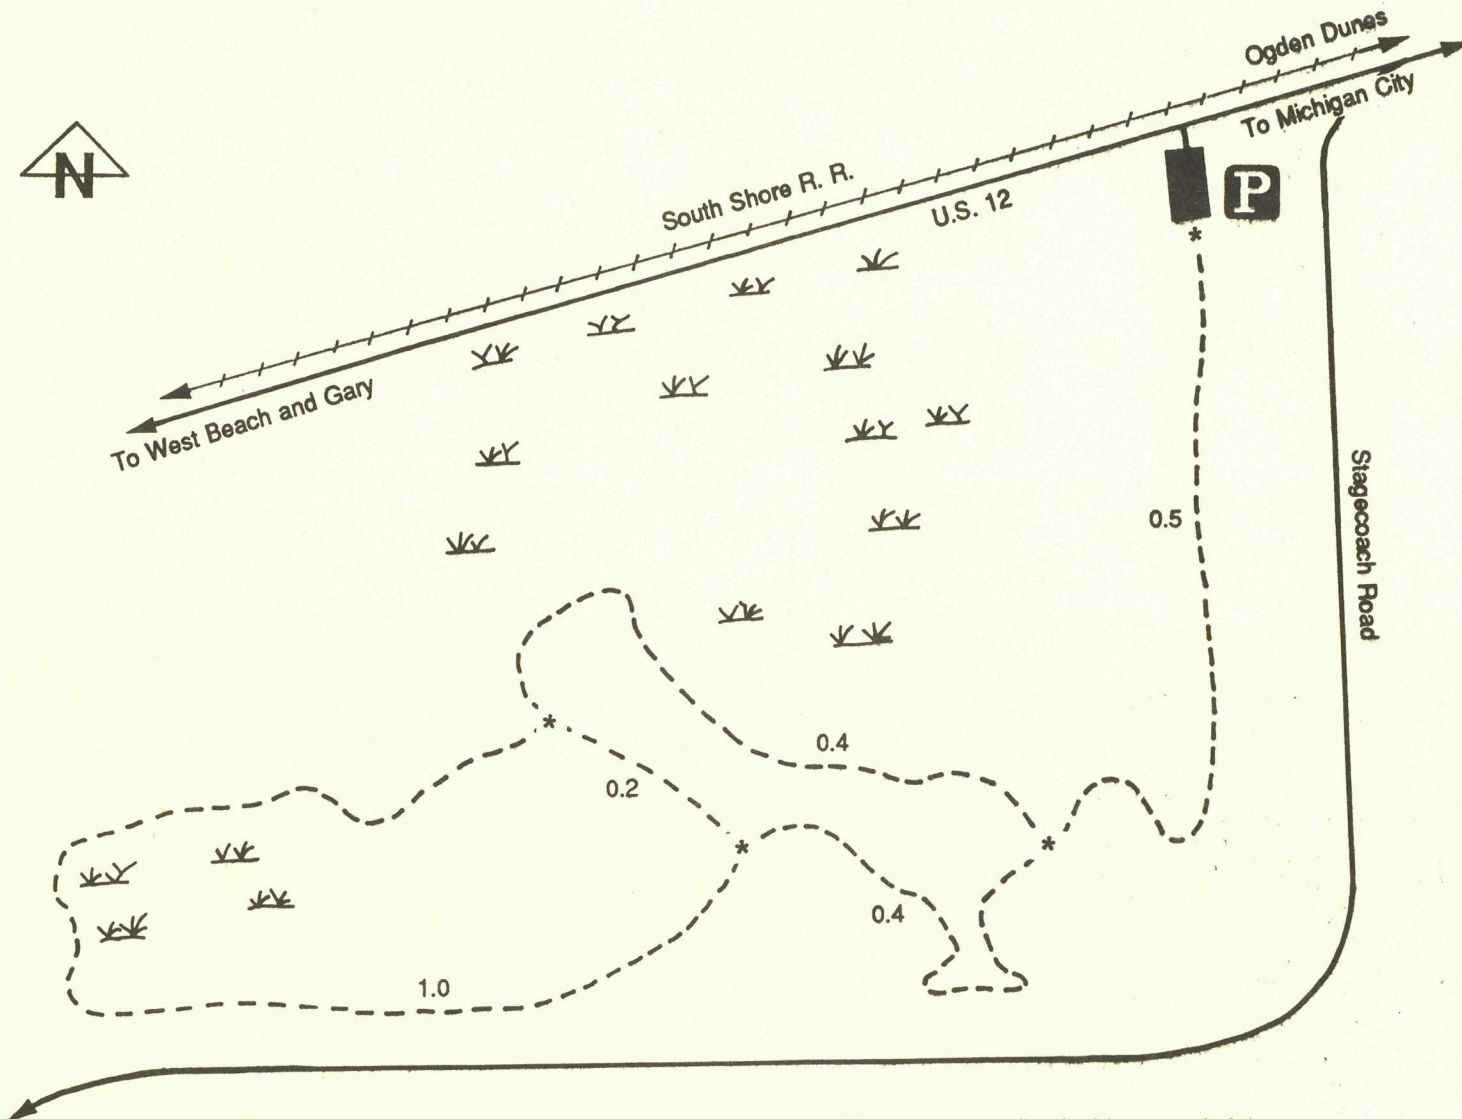 Ogden Dunes
To Michigan City
N
South Shore R. R.
U.S. 12
P
To West Beach and Gary
Stagecoach Road
0.5
0.4
0.2
0.4
1.0